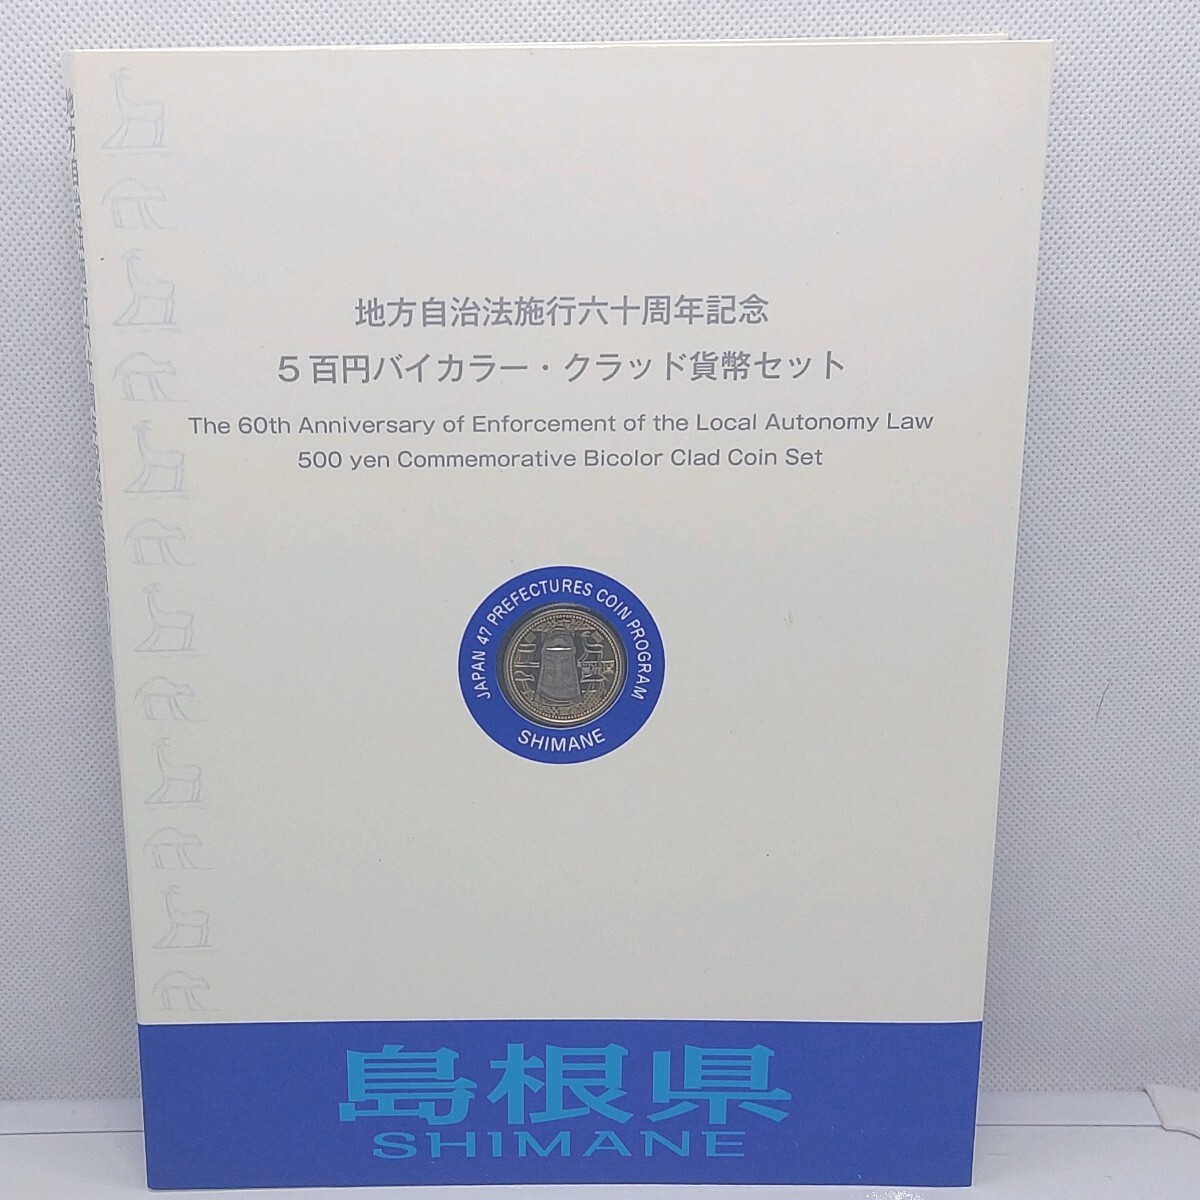 地方自治法施行六十周年記念
5百円バイカラー・クラッド貨幣セット
The 60th Anniversary of Enforcement of the Local Autonomy Law
500 yen Commemorative Bicolor Clad Coin Set
JAPAN 47 PREFECTURES COIN PROGRAM
SHIMANE
島根県
SHIMANE